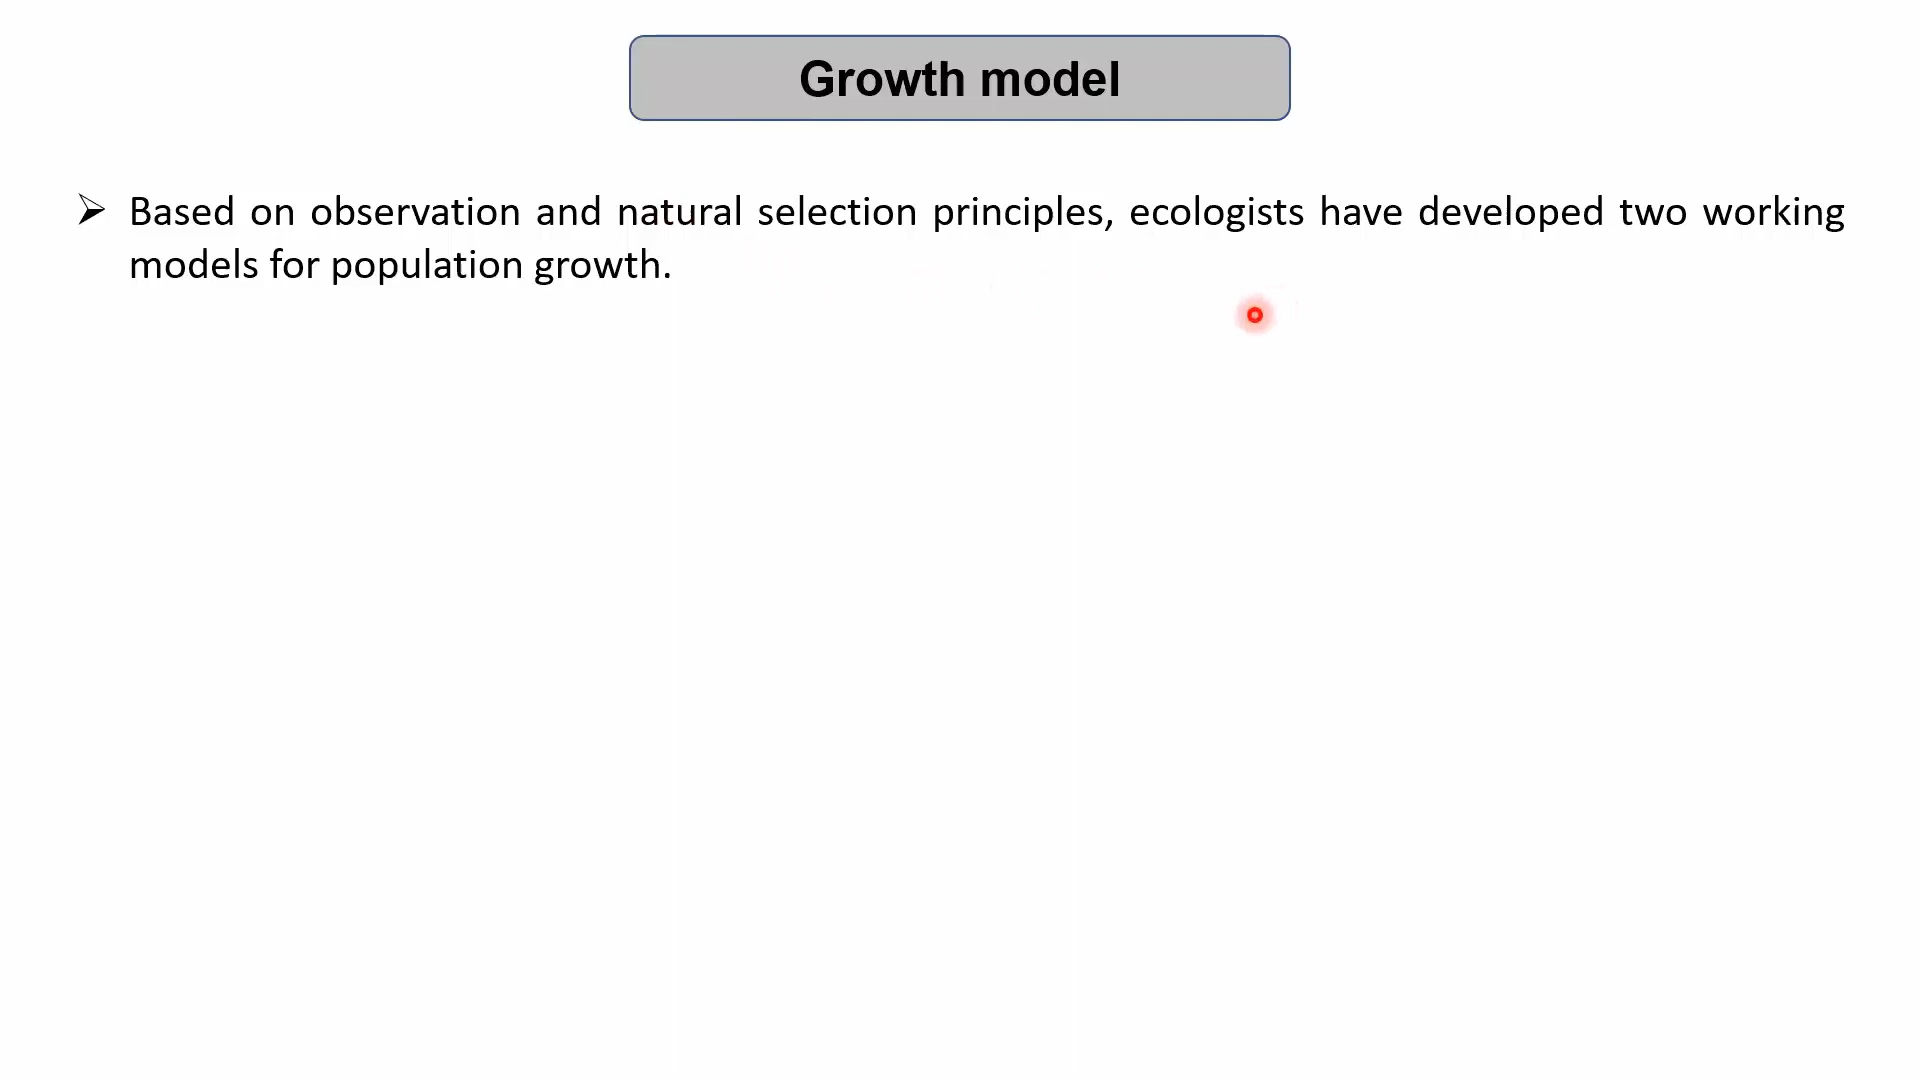 Growth model
Based on observation and natural selection principles, ecologists have developed two working
models for population growth.